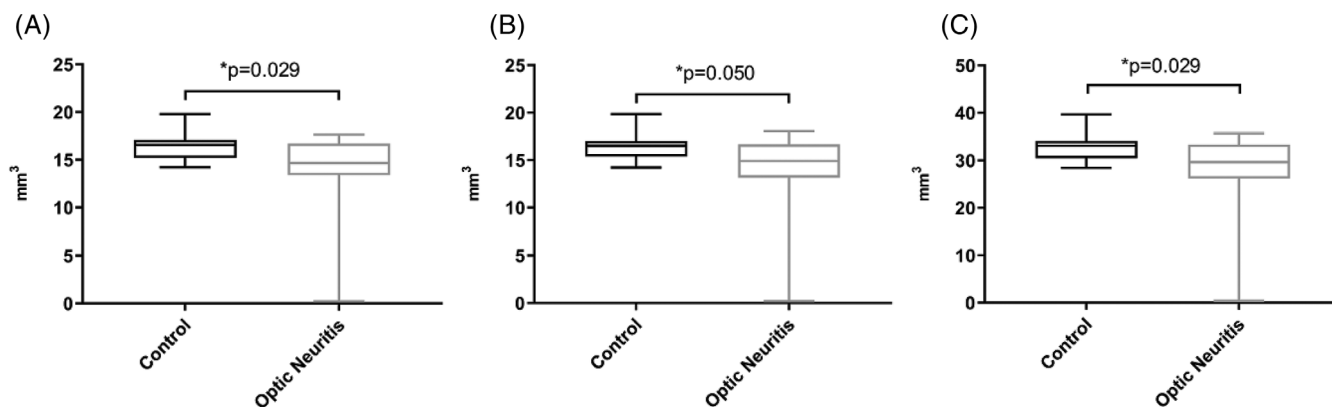 (A)
25
20
15
10
5
0
mm³
*p=0.029
Control
Optic Neuritis
(B)
25
20
15
10
5
0
mm³
*p=0.050
Control
Optic Neuritis
(C)
50
40
30
20
10
0
mm³
*p=0.029
Control
Optic Neuritis